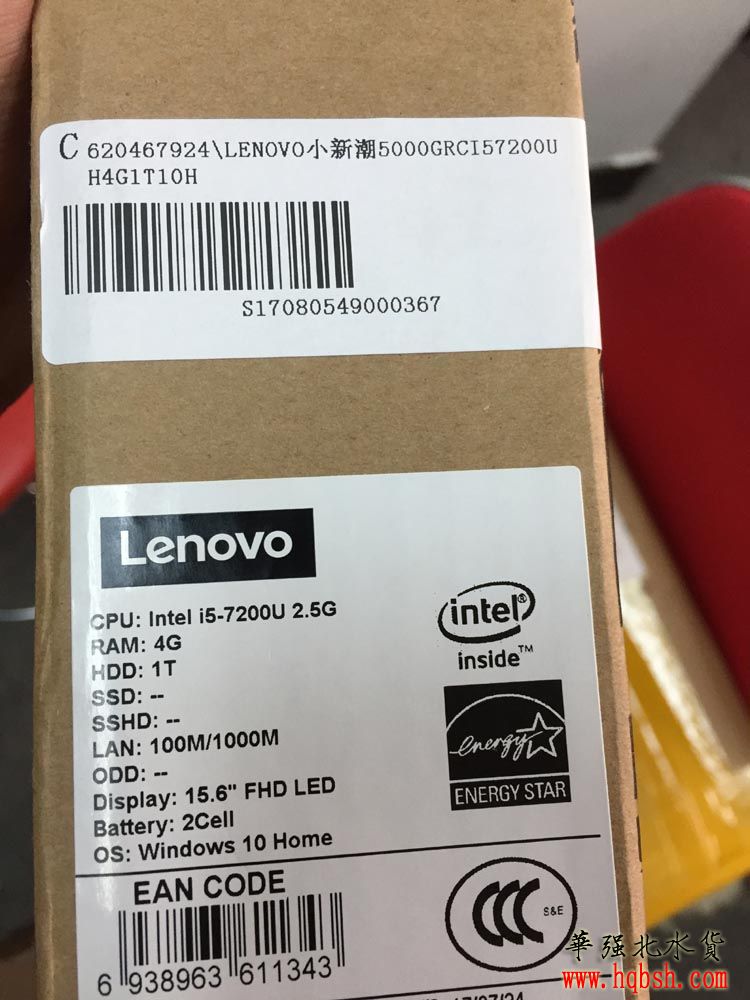 C 620467924\LENOVO小新潮5000GRCI57200U
H4G1T10H
S17080549000367
Lenovo
CPU: Intel i5-7200U 2.5G
RAM: 4G
HDD: 1T
SSD: --
SSHD: --
LAN: 100M/1000M
ODD: --
Display: 15.6" FHD LED
Battery: 2Cell
OS: Windows 10 Home
intel®
inside™
energy
ENERGY STAR
EAN CODE
CCC S&E
6 938963 611343
華强北水貨
www.hqbsh.com